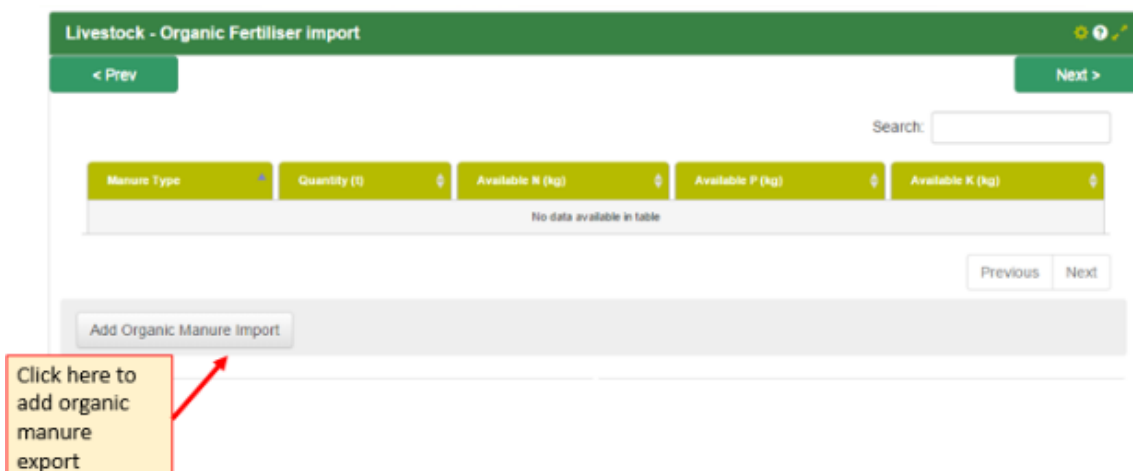 Livestock - Organic Fertiliser import
< Prev
Next >
Search:
Manure Type Quantity (t) Available N (kg) Available P (kg) Available K (kg)
No data available in table
Previous Next
Add Organic Manure Import
Click here to
add organic
manure
export